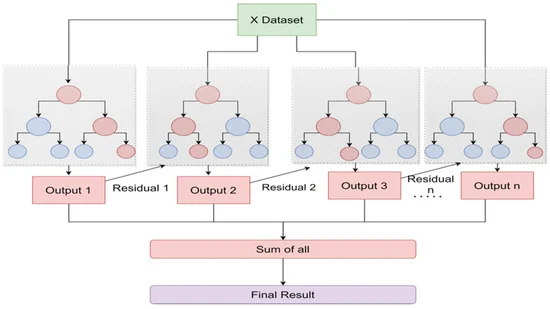 X Dataset
Output 1
Residual 1
Output 2
Residual 2
Output 3
Residual
n
.....
Output n
Sum of all
Final Result